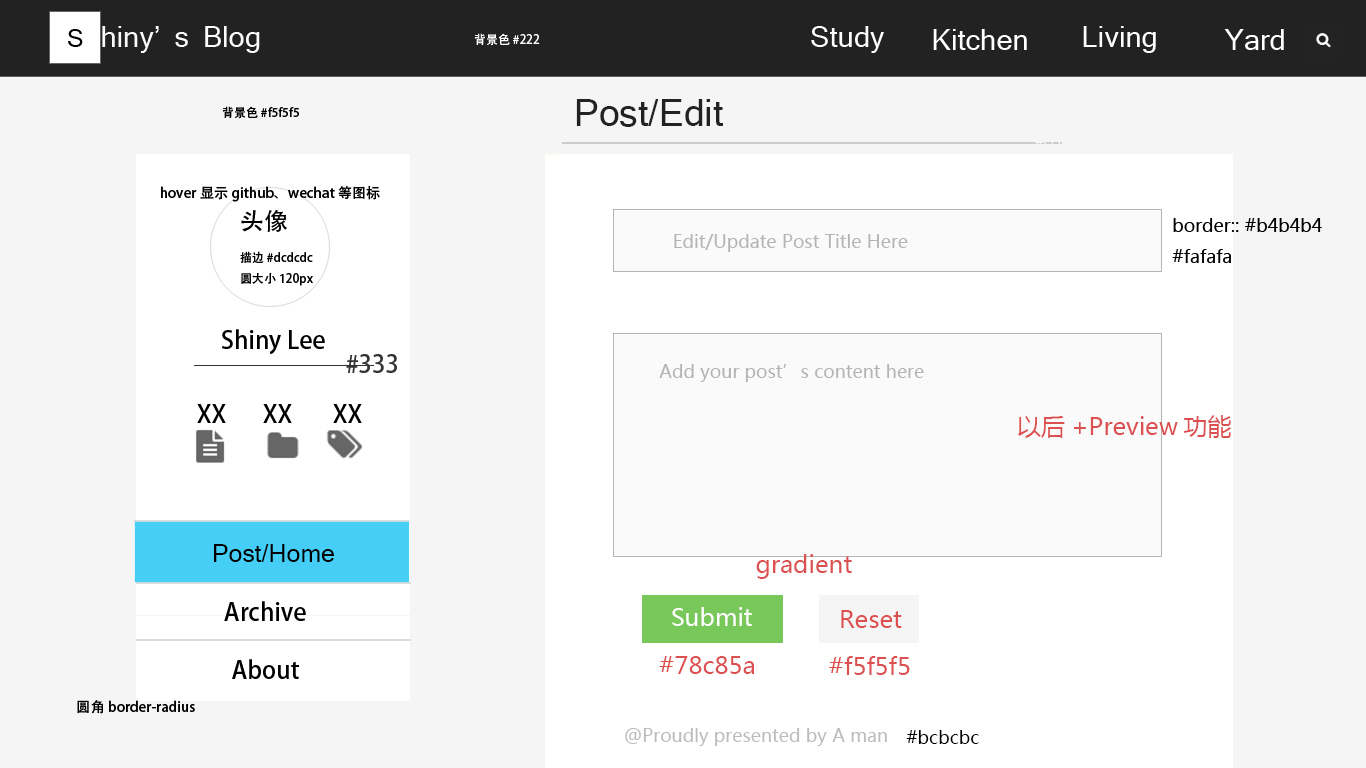 Shiny’s Blog
背景色 #222
Study
Kitchen
Living
Yard
背景色 #f5f5f5
Post/Edit
hover 显示 github、wechat 等图标
头像
描边 #dcdcdc
圆大小 120px
Shiny Lee
#333
XX XX XX
Post/Home
Archive
About
圆角 border-radius
Edit/Update Post Title Here
border:: #b4b4b4
#fafafa
Add your post’s content here
以后 +Preview 功能
gradient
Submit
Reset
#78c85a
#f5f5f5
@Proudly presented by A man
#bcbcbc